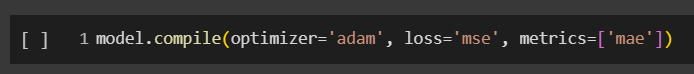 [ ] 1 model.compile(optimizer='adam', loss='mse', metrics=['mae'])